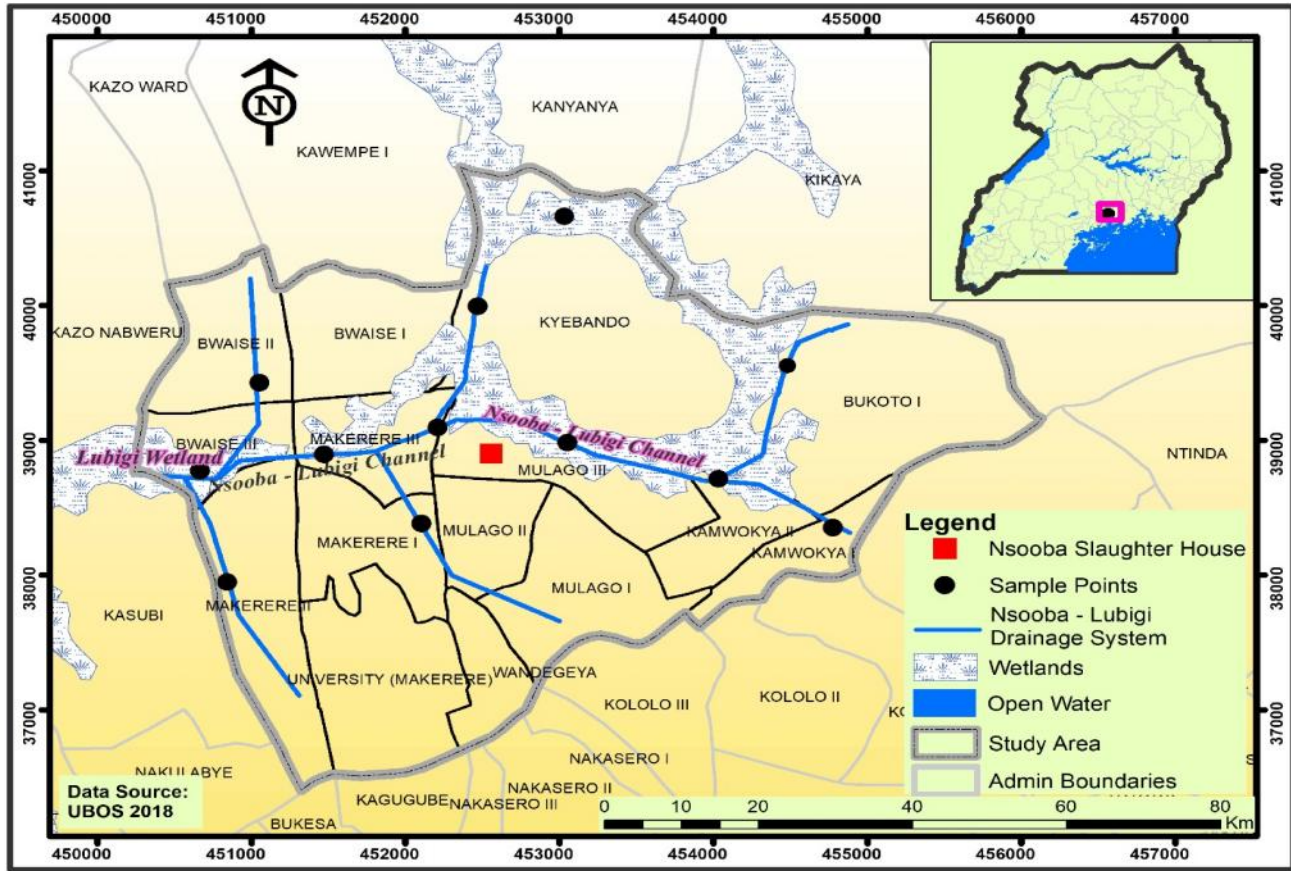 450000 451000 452000 453000 454000 455000 456000 457000
KAZO WARD
KANYANYA
N
KAWEMPE I
KIKAYA
41000
41000
40000
40000
KAZO NABWERU
BWAISE II
BWAISE I
KYEBANDO
BUKOTO I
Nsooba - Lubigi Channel
BWAISE III
MAKERERE III
Lubigi Wetland
Nsooba - Lubigi Channel
39000
39000
MULAGO III
NTINDA
MULAGO II
KAMWOKYA II
KAMWOKYA
MAKERERE I
MULAGO I
38000
38000
KASUBI
MAKERERE II
UNIVERSITY (MAKERERE)
WANDEGEYA
KOLOLO III
KOLOLO II
37000
37000
NAKASERO I
NAKULABYE
NAKASERO II
KAGUGUBE
NAKASERO III
BUKESA
Data Source:
UBOS 2018
Legend
Nsooba Slaughter House
Sample Points
Nsooba - Lubigi
Drainage System
Wetlands
Open Water
Study Area
Admin Boundaries
0 5 10 20 30 40 60 80
Km
450000 451000 452000 453000 454000 455000 456000 457000